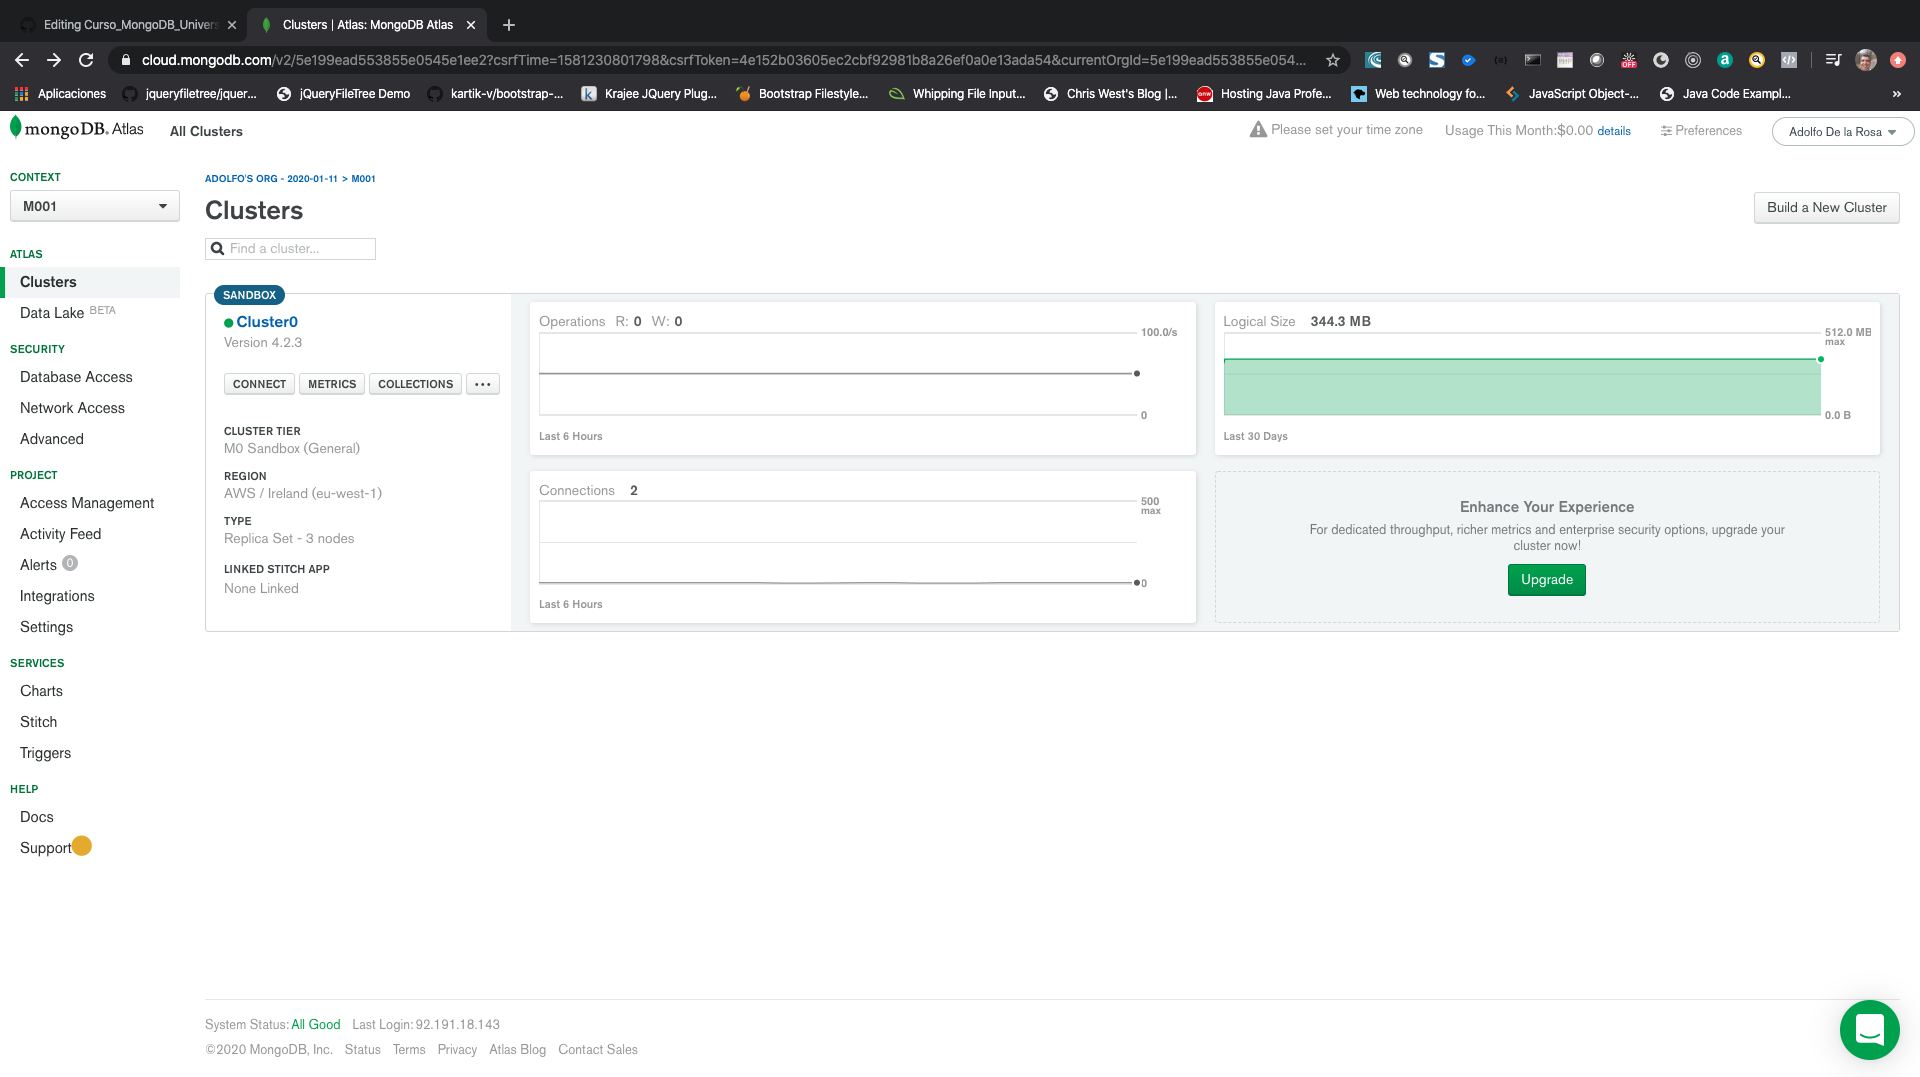 Editing Curso_MongoDB_Univers
Clusters | Atlas: MongoDB Atlas
cloud.mongodb.com/v2/5e199ead553855e0545e1ee2?csrfTime=1581230801798&csrfToken=4e152b03605ec2cbf92981b8a26ef0a0e13ada54&currentOrgId=5e199ead553855e054...
Aplicaciones
jqueryfiletree/jquer...
jQueryFileTree Demo
kartik-v/bootstrap-...
Krajee JQuery Plug...
Bootstrap Filestyle...
Whipping File Input...
Chris West's Blog |...
Hosting Java Profe...
Web technology fo...
JavaScript Object-...
Java Code Exampl...
»
mongoDB. Atlas
All Clusters
Please set your time zone
Usage This Month:$0.00 details
Preferences
Adolfo De la Rosa
CONTEXT
M001
ATLAS
Clusters
Data Lake BETA
SECURITY
Database Access
Network Access
Advanced
PROJECT
Access Management
Activity Feed
Alerts 0
Integrations
Settings
SERVICES
Charts
Stitch
Triggers
HELP
Docs
Support
ADOLFO'S ORG - 2020-01-11 > M001
Clusters
Build a New Cluster
Find a cluster...
SANDBOX
Cluster0
Version 4.2.3
CONNECT
METRICS
COLLECTIONS
...
CLUSTER TIER
M0 Sandbox (General)
REGION
AWS / Ireland (eu-west-1)
TYPE
Replica Set - 3 nodes
LINKED STITCH APP
None Linked
Operations R: 0 W: 0
100.0/s
0
Last 6 Hours
Logical Size 344.3 MB
512.0 MB
max
0.0 B
Last 30 Days
Connections 2
500
max
0
Last 6 Hours
Enhance Your Experience
For dedicated throughput, richer metrics and enterprise security options, upgrade your
cluster now!
Upgrade
System Status: All Good Last Login: 92.191.18.143
©2020 MongoDB, Inc. Status Terms Privacy Atlas Blog Contact Sales